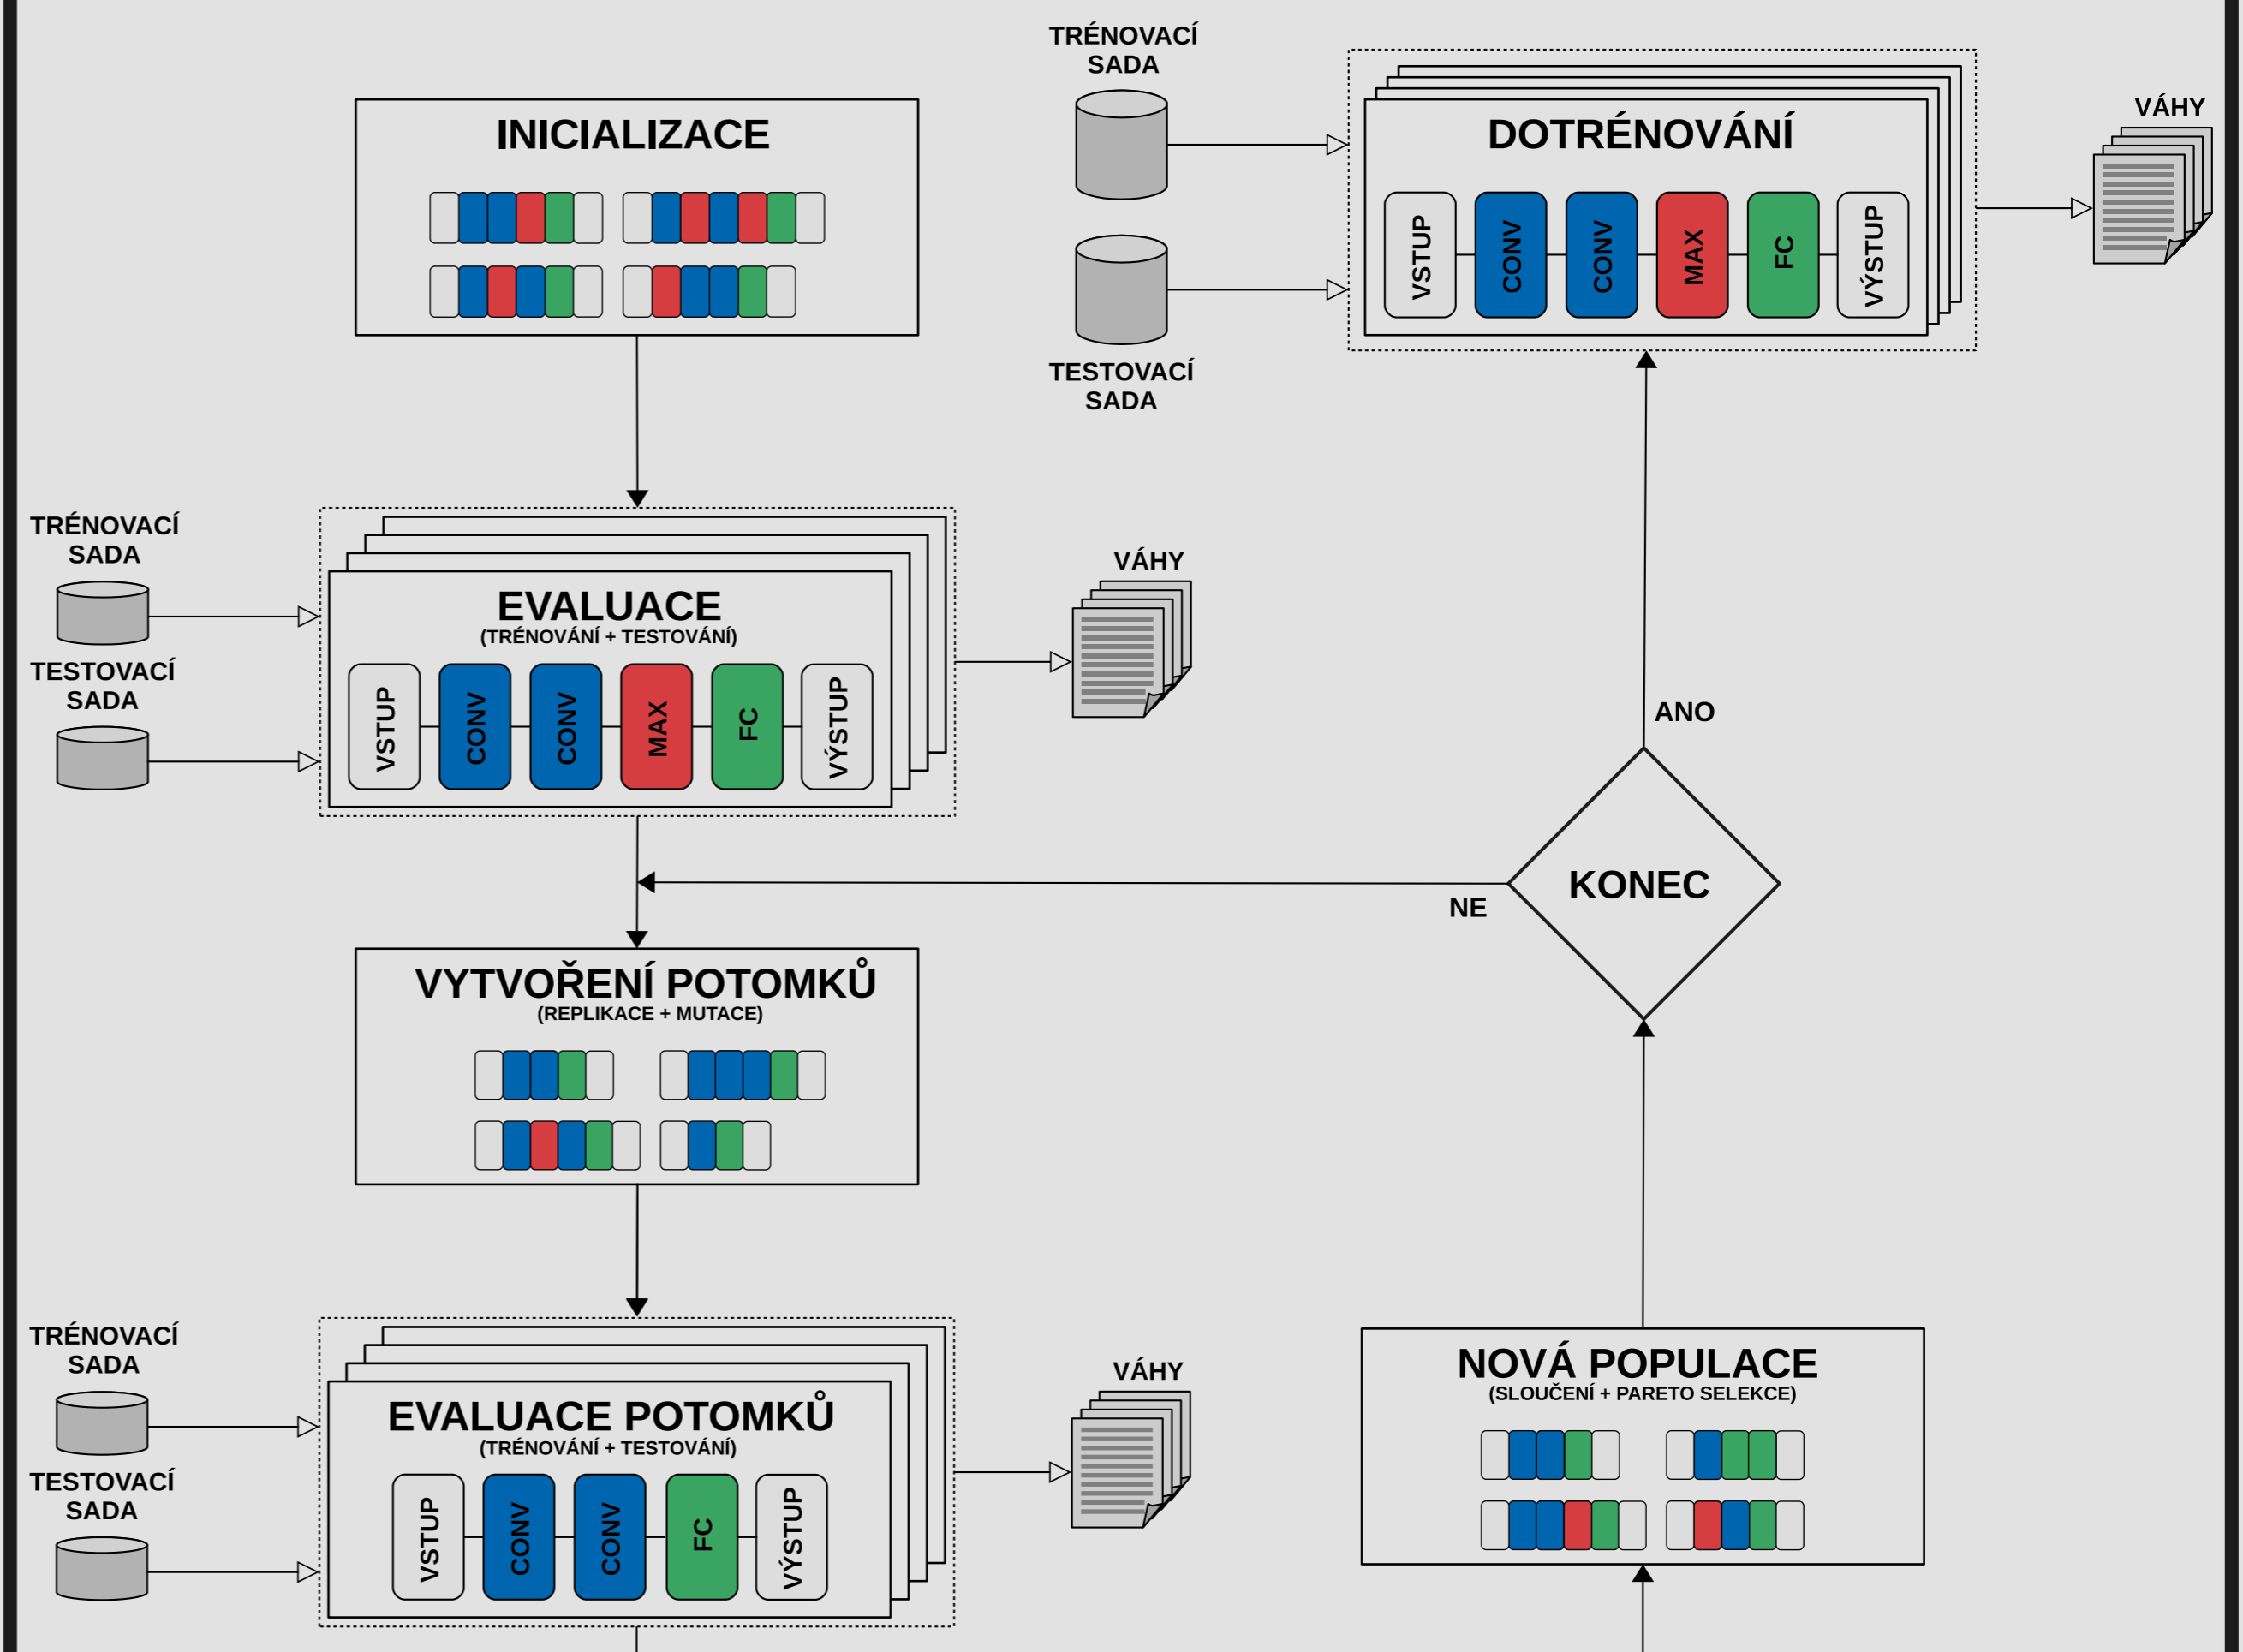 INICIALIZACE
TRÉNOVACÍ
SADA
TESTOVACÍ
SADA
EVALUACE
(TRÉNOVÁNÍ + TESTOVÁNÍ)
VSTUP
CONV
CONV
MAX
FC
VÝSTUP
VÁHY
VYTVOŘENÍ POTOMKŮ
(REPLIKACE + MUTACE)
TRÉNOVACÍ
SADA
TESTOVACÍ
SADA
EVALUACE POTOMKŮ
(TRÉNOVÁNÍ + TESTOVÁNÍ)
VSTUP
CONV
CONV
FC
VÝSTUP
VÁHY
NOVÁ POPULACE
(SLOUČENÍ + PARETO SELEKCE)
KONEC
NE
ANO
TRÉNOVACÍ
SADA
TESTOVACÍ
SADA
DOTRÉNOVÁNÍ
VSTUP
CONV
CONV
MAX
FC
VÝSTUP
VÁHY